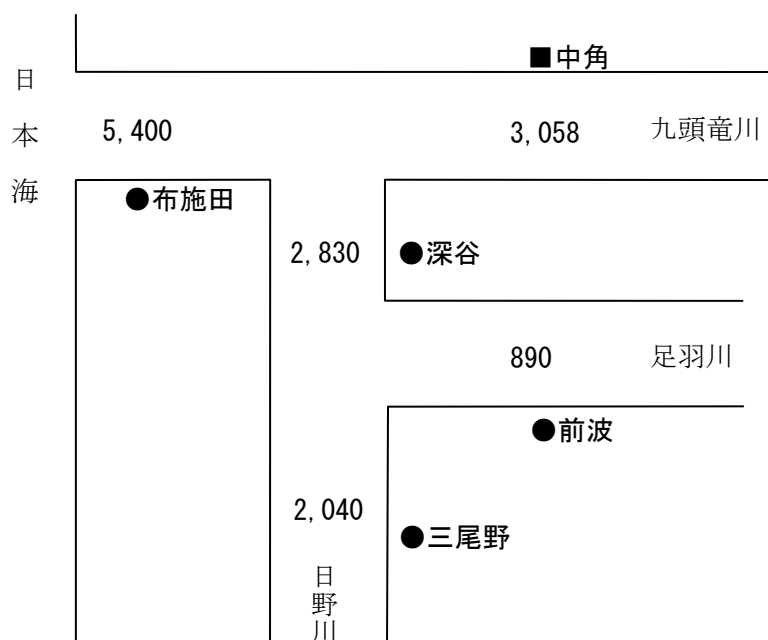 ■中角
日本海
5,400
3,058
九頭竜川
●布施田
2,830
●深谷
890
足羽川
●前波
2,040
●三尾野
日野川